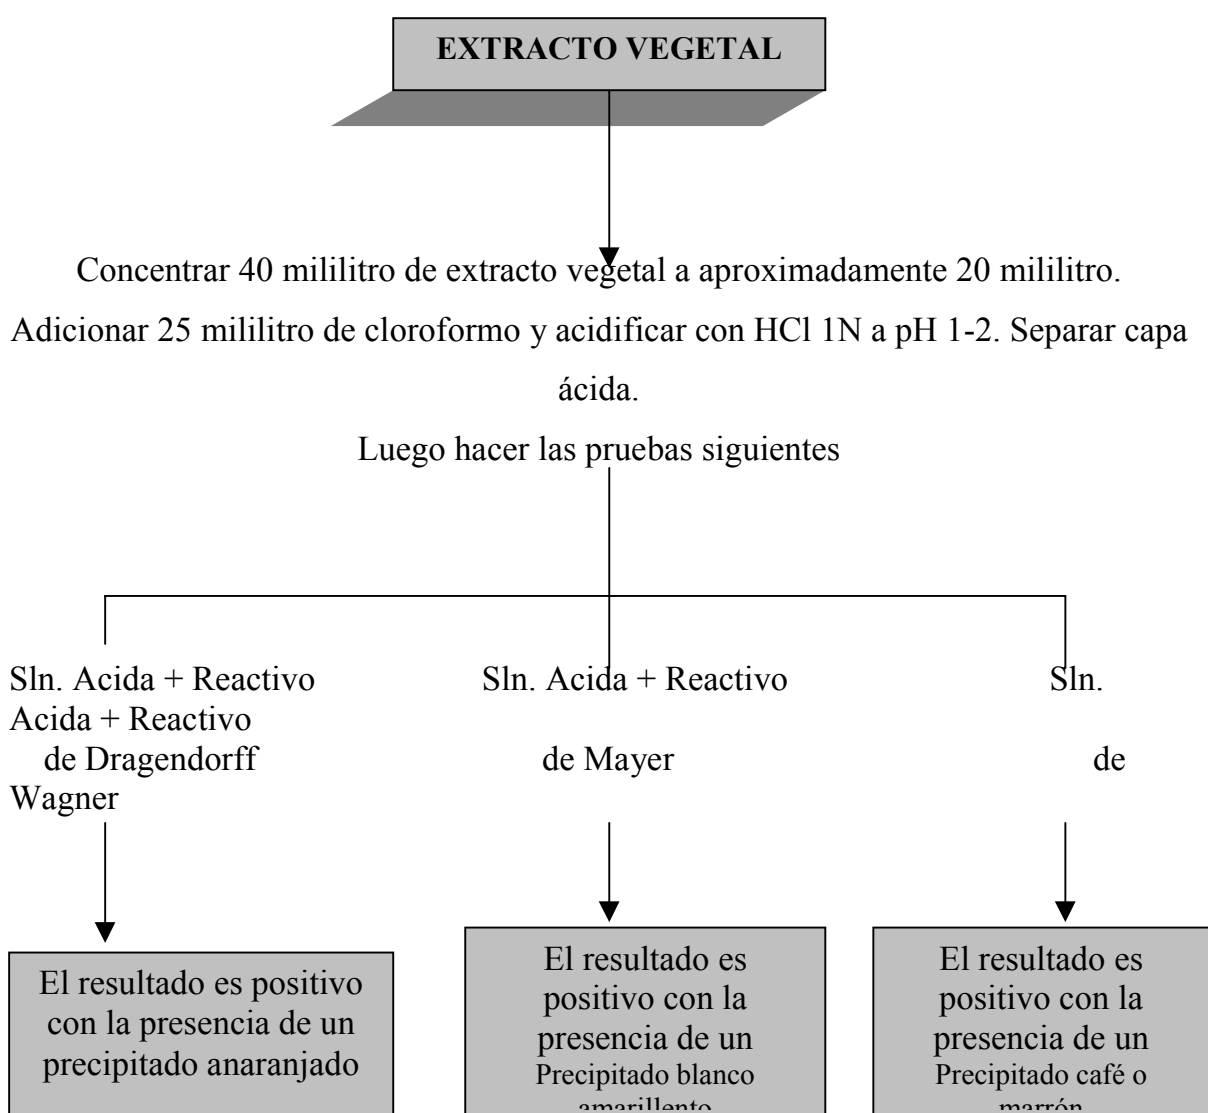 EXTRACTO VEGETAL
Concentrar 40 mililitro de extracto vegetal a aproximadamente 20 mililitro.
Adicionar 25 mililitro de cloroformo y acidificar con HCl 1N a pH 1-2. Separar capa
ácida.
Luego hacer las pruebas siguientes
Sln. Acida + Reactivo Sln. Acida + Reactivo Sln.
Acida + Reactivo
de Dragendorff de Mayer de
Wagner
El resultado es positivo
con la presencia de un
precipitado anaranjado
El resultado es
positivo con la
presencia de un
Precipitado blanco
amarillento
El resultado es
positivo con la
presencia de un
Precipitado café o
marrón